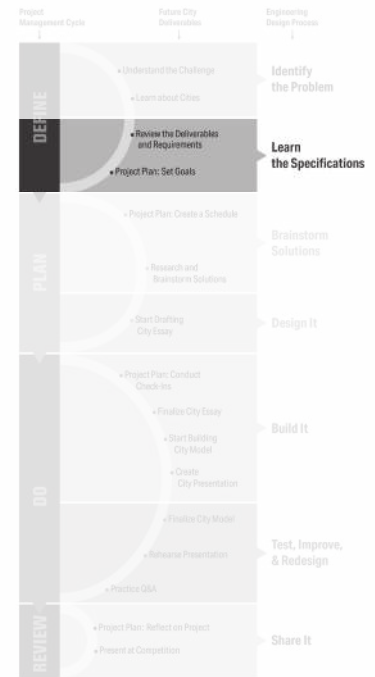 Project
Management Cycle
Future City
Deliverables
Engineering
Design Process
DEFINE
Understand the Challenge
Learn about Cities
Identify
the Problem
Review the Deliverables
and Requirements
Project Plan: Set Goals
Learn
the Specifications
PLAN
Project Plan: Create a Schedule
Research and
Brainstorm Solutions
Brainstorm
Solutions
Start Drafting
City Essay
Design It
DO
Project Plan: Conduct
Check-Ins
Finalize City Essay
Start Building
City Model
Create
City Presentation
Build It
Finalize City Model
Rehearse Presentation
Practice Q&A
Test, Improve,
& Redesign
REVIEW
Project Plan: Reflect on Project
Present at Competition
Share It